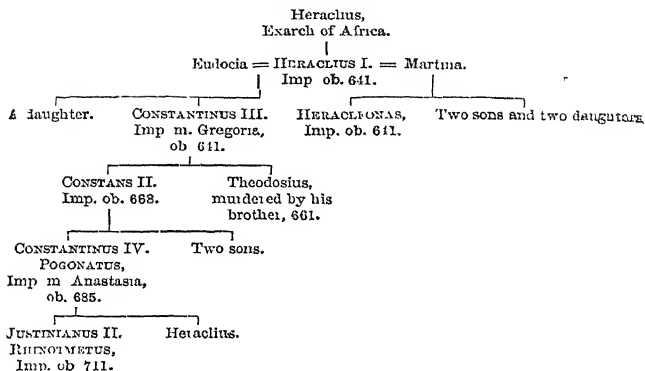 Heraclius,
Exarch of Africa.
Eudocia = HERACLIUS I. = Martina.
Imp ob. 641.
A daughter.
CONSTANTINUS III.
Imp m. Gregoria,
ob 641.
HERACLEONAS,
Imp. ob. 641.
Two sons and two daughters
CONSTANS II.
Imp. ob. 668.
Theodosius,
murdered by his
brother, 661.
CONSTANTINUS IV.
POGONATUS,
Imp m Anastasia,
ob. 685.
Two sons.
JUSTINIANUS II.
RHINOTMETUS,
Imp. ob 711.
Heraclius.